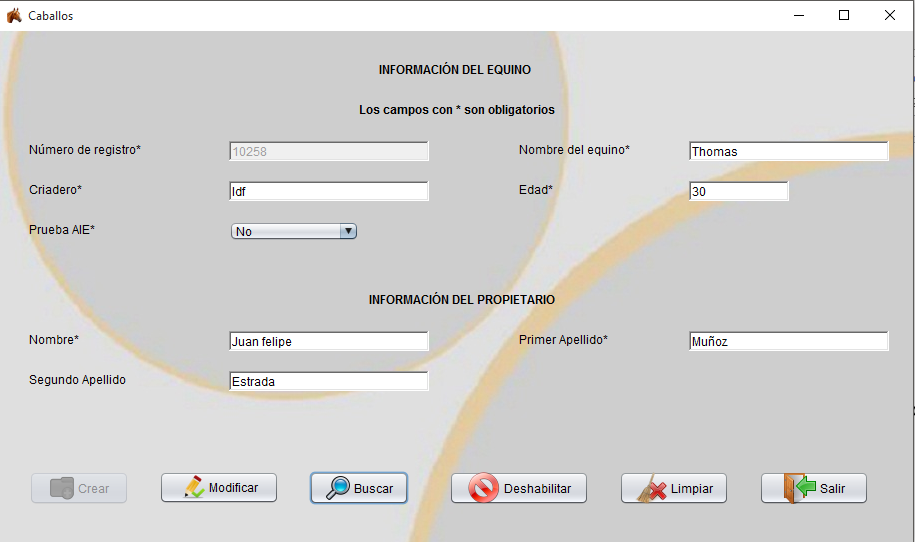 Caballos
INFORMACIÓN DEL EQUINO
Los campos con * son obligatorios
Número de registro* 10258 Nombre del equino* Thomas
Criadero* ldf Edad* 30
Prueba AIE* No
INFORMACIÓN DEL PROPIETARIO
Nombre* Juan felipe Primer Apellido* Muñoz
Segundo Apellido Estrada
Crear Modificar Buscar Deshabilitar Limpiar Salir